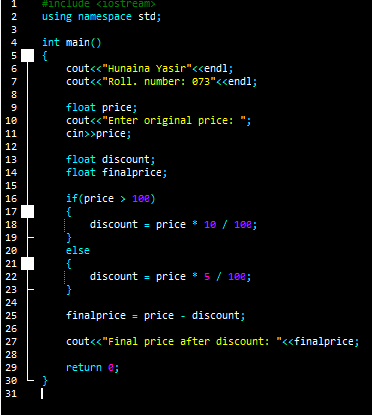 1 #include <iostream>
2 using namespace std;
3
4 int main()
5 {
6 cout<<"Hunaina Yasir"<<endl;
7 cout<<"Roll. number: 073"<<endl;
8
9 float price;
10 cout<<"Enter original price: ";
11 cin>>price;
12
13 float discount;
14 float finalprice;
15
16 if(price > 100)
17 {
18 discount = price * 10 / 100;
19 }
20 else
21 {
22 discount = price * 5 / 100;
23 }
24
25 finalprice = price - discount;
26
27 cout<<"Final price after discount: "<<finalprice;
28
29 return 0;
30 }
31